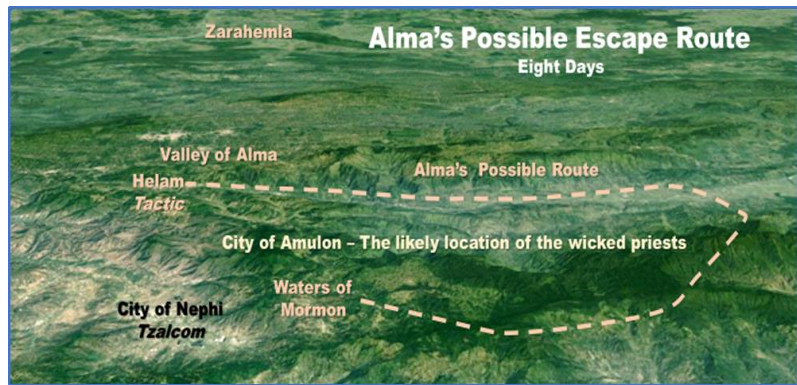 Zarahemla
Alma's Possible Escape Route
Eight Days
Valley of Alma
Alma's Possible Route
Helam
Tactic
City of Amulon – The likely location of the wicked priests
Waters of
Mormon
City of Nephi
Tzalcom